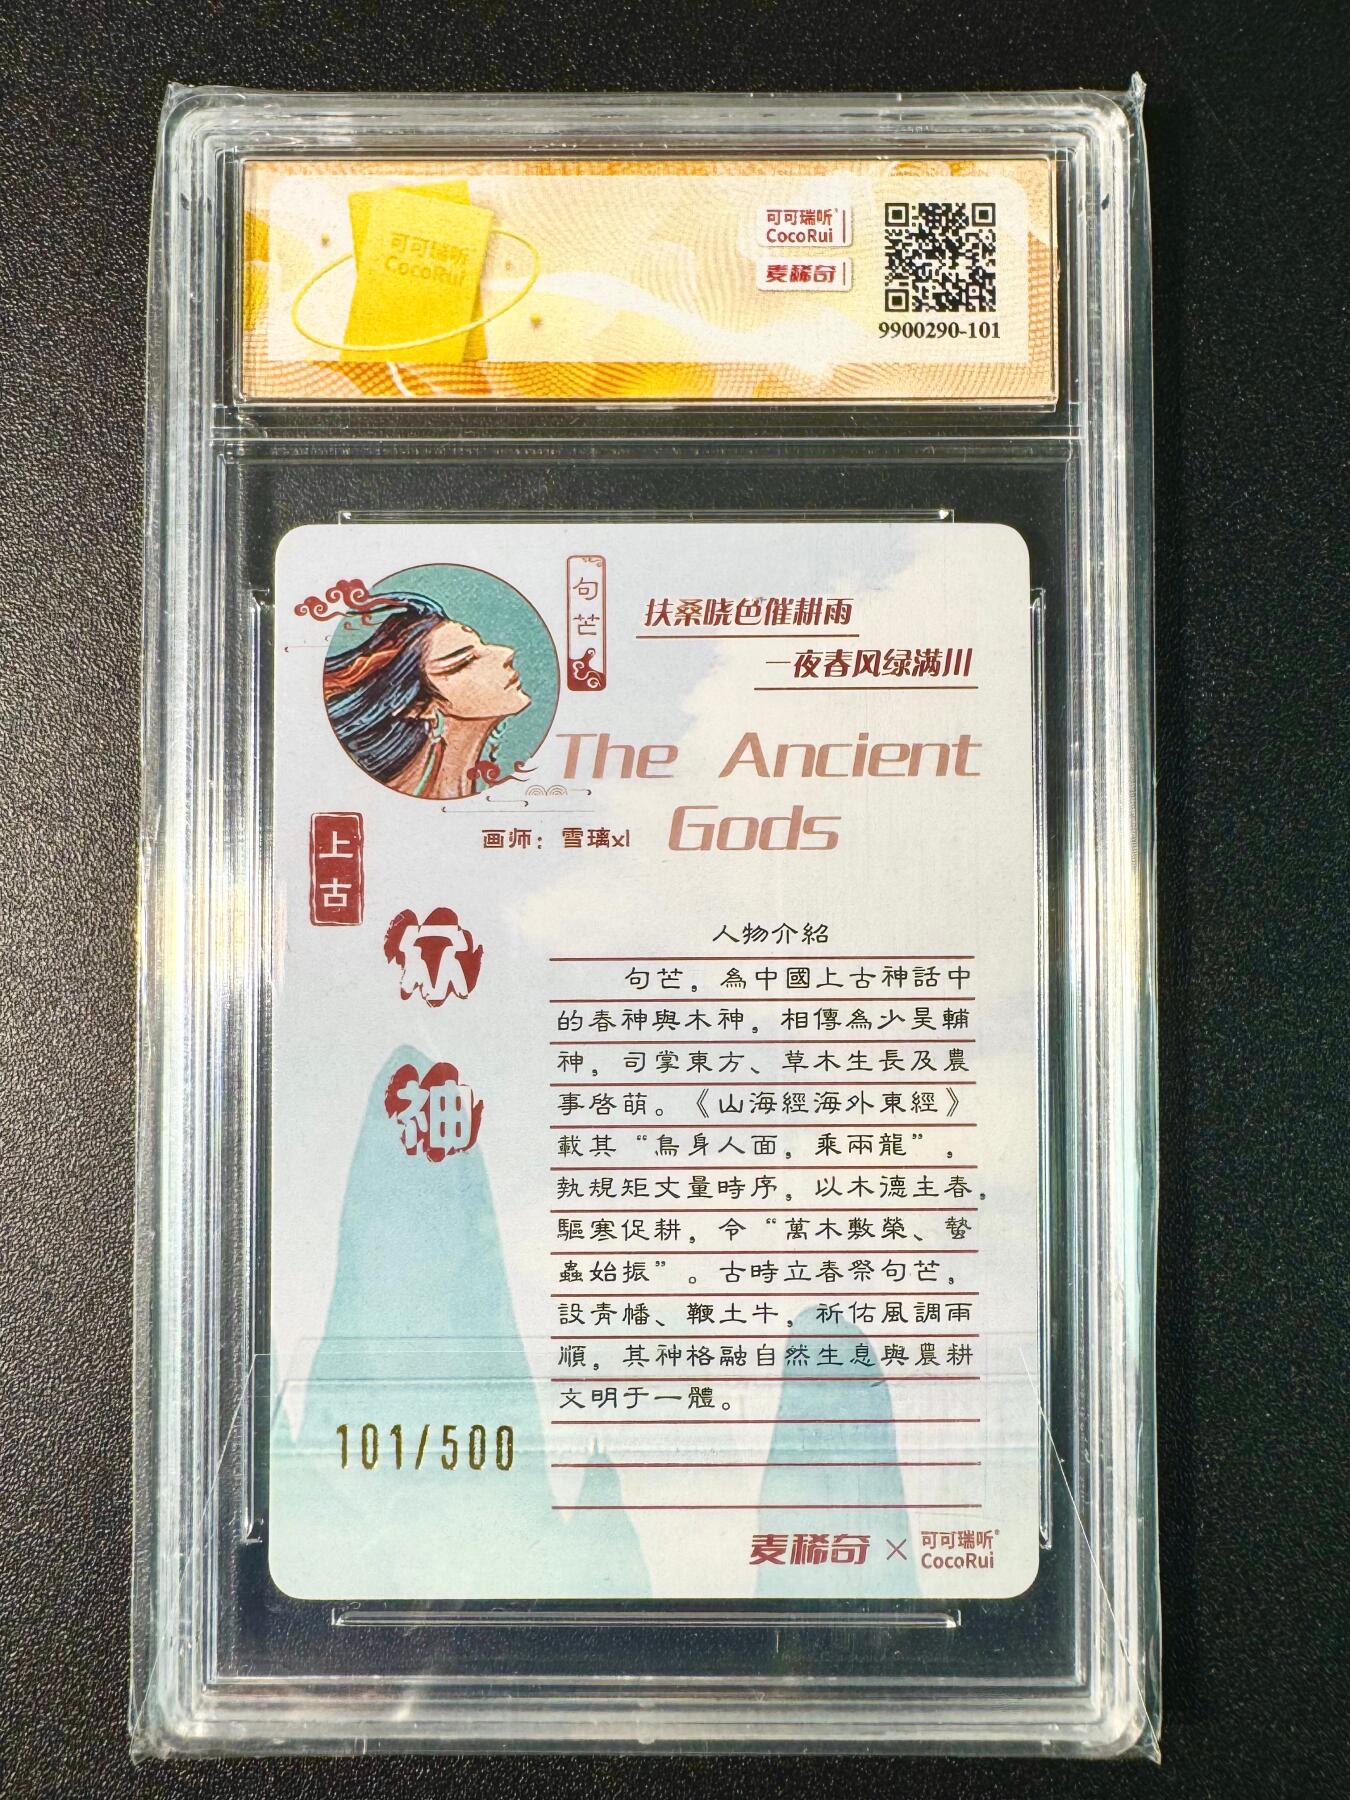 可可瑞听
CocoRui
可可瑞听
CocoRui
麦稀奇
9900290-101
句芒
扶桑晓色催耕雨
一夜春风绿满川
The Ancient
Gods
画师：雪璃xl
上古
众
神
人物介紹
句芒，為中國上古神話中
的春神與木神，相傳為少昊輔
神，司掌東方、草木生長及農
事啓萌。《山海經海外東經》
載其“鳥身人面，乘兩龍”，
執規矩丈量時序，以木德主春，
驅寒促耕，令“萬木敷榮、蟄
蟲始振”。古時立春祭句芒，
設青幡、鞭土牛，祈佑風調雨
順，其神格融自然生息與農耕
文明于一體。
101/500
麦稀奇×可可瑞听®
CocoRui